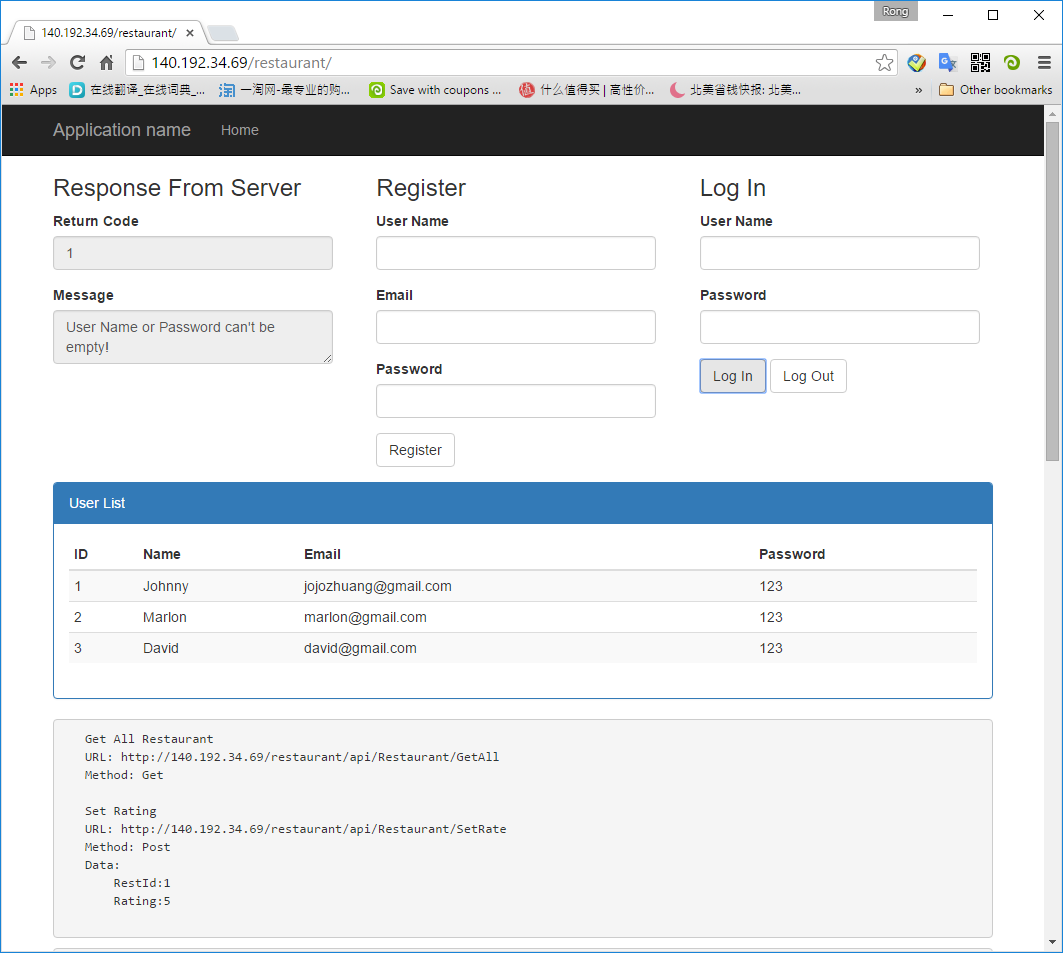 Rong
140.192.34.69/restaurant/
140.192.34.69/restaurant/
Apps
在线翻译_在线词典_...
一淘网-最专业的购...
Save with coupons ...
什么值得买 | 高性价...
北美省钱快报: 北美...
»
Other bookmarks
Application name
Home
Response From Server
Return Code
1
Message
User Name or Password can't be
empty!
Register
User Name
Email
Password
Register
Log In
User Name
Password
Log In
Log Out
User List
ID Name Email Password
1 Johnny jojozhuang@gmail.com 123
2 Marlon marlon@gmail.com 123
3 David david@gmail.com 123
Get All Restaurant
URL: http://140.192.34.69/restaurant/api/Restaurant/GetAll
Method: Get
Set Rating
URL: http://140.192.34.69/restaurant/api/Restaurant/SetRate
Method: Post
Data:
RestId:1
Rating:5